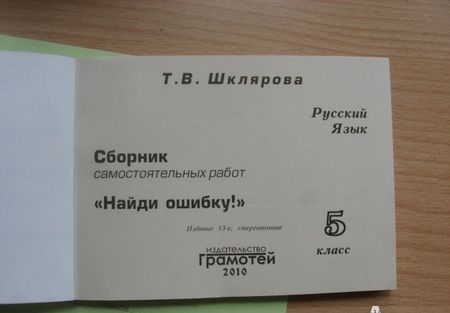 Т.В. Шклярова
Русский
Язык
Сборник
самостоятельных работ
«Найди ошибку!»
Издание 13-е, стереотипное
5
класс
издательство
Грамотей
2010